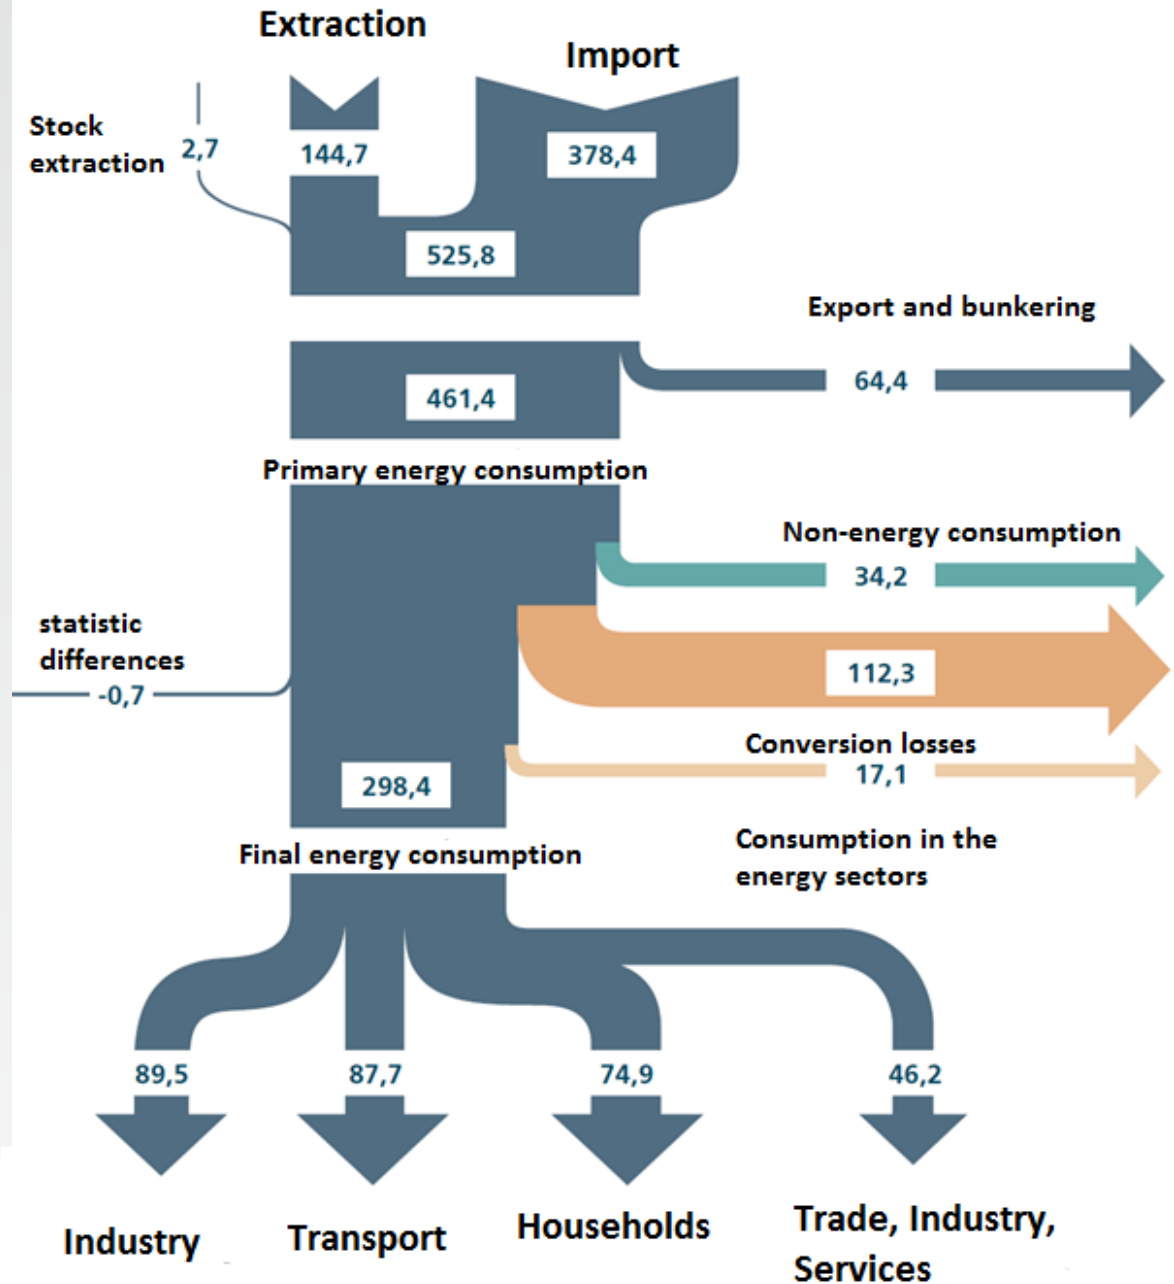 Extraction
Import
Stock
extraction
2,7
144,7
378,4
525,8
Export and bunkering
64,4
461,4
Primary energy consumption
Non-energy consumption
34,2
statistic
differences
-0,7
112,3
Conversion losses
17,1
298,4
Final energy consumption
Consumption in the
energy sectors
89,5
87,7
74,9
46,2
Industry
Transport
Households
Trade, Industry,
Services